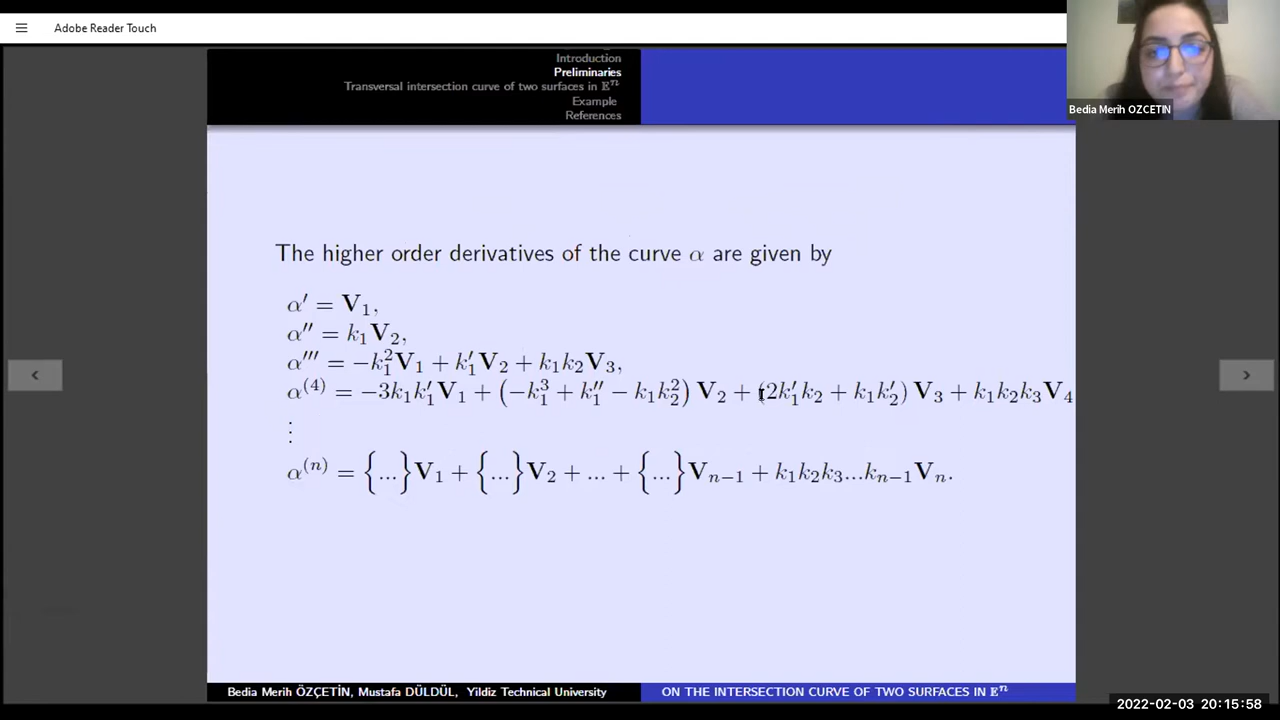 Adobe Reader Touch
Introduction
Preliminaries
Transversal intersection curve of two surfaces in 𝔼ⁿ
Example
References
Bedia Merih OZCETIN
The higher order derivatives of the curve α are given by
α′ = V₁,
α″ = k₁V₂,
α‴ = −k₁²V₁ + k₁′V₂ + k₁k₂V₃,
α⁽⁴⁾ = −3k₁k₁′V₁ + (−k₁³ + k₁″ − k₁k₂²) V₂ + (2k₁′k₂ + k₁k₂′) V₃ + k₁k₂k₃V₄
⋮
α⁽ⁿ⁾ = {...}V₁ + {...}V₂ + ... + {...}Vₙ₋₁ + k₁k₂k₃...kₙ₋₁Vₙ.
Bedia Merih ÖZÇETİN, Mustafa DÜLDÜL, Yildiz Technical University
ON THE INTERSECTION CURVE OF TWO SURFACES IN 𝔼ⁿ
2022-02-03 20:15:58